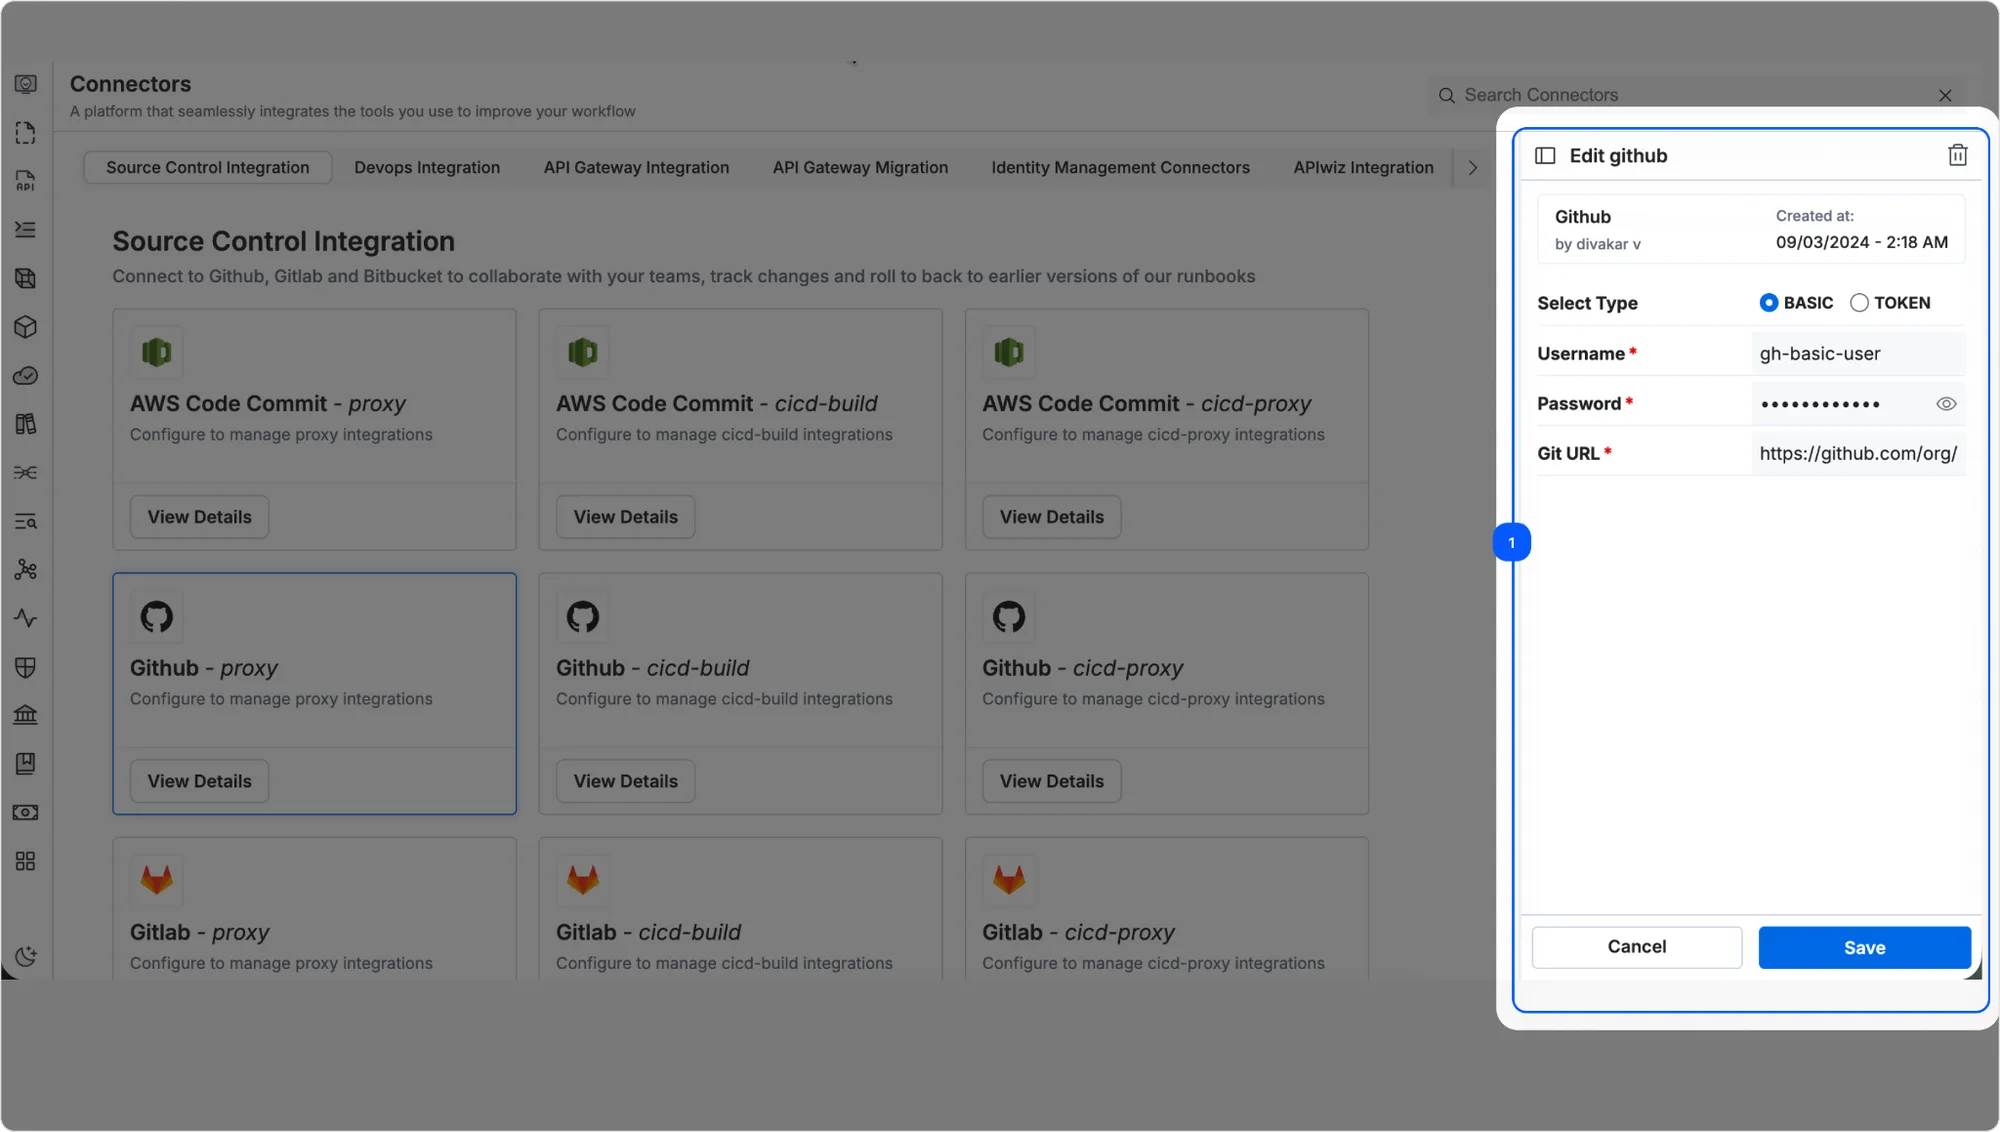 Connectors
A platform that seamlessly integrates the tools you use to improve your workflow
Search Connectors
Source Control Integration
Devops Integration
API Gateway Integration
API Gateway Migration
Identity Management Connectors
APIwiz Integration
Source Control Integration
Connect to Github, Gitlab and Bitbucket to collaborate with your teams, track changes and roll to back to earlier versions of our runbooks
AWS Code Commit - proxy
Configure to manage proxy integrations
View Details
AWS Code Commit - cicd-build
Configure to manage cicd-build integrations
View Details
AWS Code Commit - cicd-proxy
Configure to manage cicd-proxy integrations
View Details
Github - proxy
Configure to manage proxy integrations
View Details
Github - cicd-build
Configure to manage cicd-build integrations
View Details
Github - cicd-proxy
Configure to manage cicd-proxy integrations
View Details
Gitlab - proxy
Configure to manage proxy integrations
Gitlab - cicd-build
Configure to manage cicd-build integrations
Gitlab - cicd-proxy
Configure to manage cicd-proxy integrations
API
1
Edit github
Github
by divakar v
Created at:
09/03/2024 - 2:18 AM
Select Type
BASIC
TOKEN
Username *
gh-basic-user
Password *
••••••••••••
Git URL *
https://github.com/org/
Cancel
Save